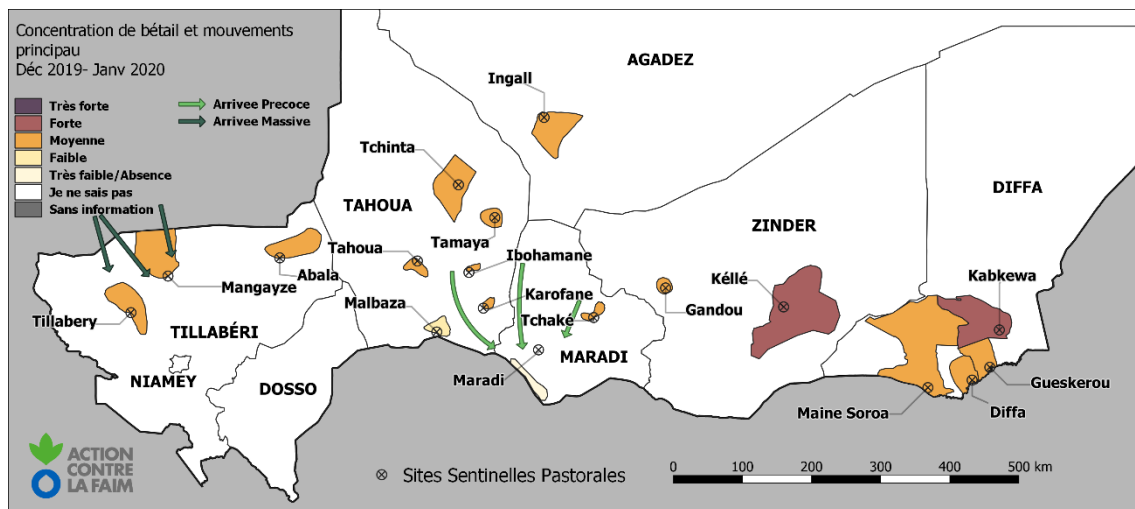 Concentration de bétail et mouvements
principau
Déc 2019- Janv 2020
Très forte
Forte
Moyenne
Faible
Très faible/Absence
Je ne sais pas
Sans information
Arrivee Precoce
Arrivee Massive
AGADEZ
Ingall
Tchinta
DIFFA
TAHOUA
ZINDER
Tamaya
Tahoua
Ibohamane
Abala
Kabkewa
Kéllé
Mangayze
Karofane
Malbaza
Gandou
Tchaké
Tillabery
TILLABÉRI
MARADI
Maradi
NIAMEY
DOSSO
Gueskerou
Maine Soroa
Diffa
ACTION
CONTRE
LA FAIM
Sites Sentinelles Pastorales
0 100 200 300 400 500 km